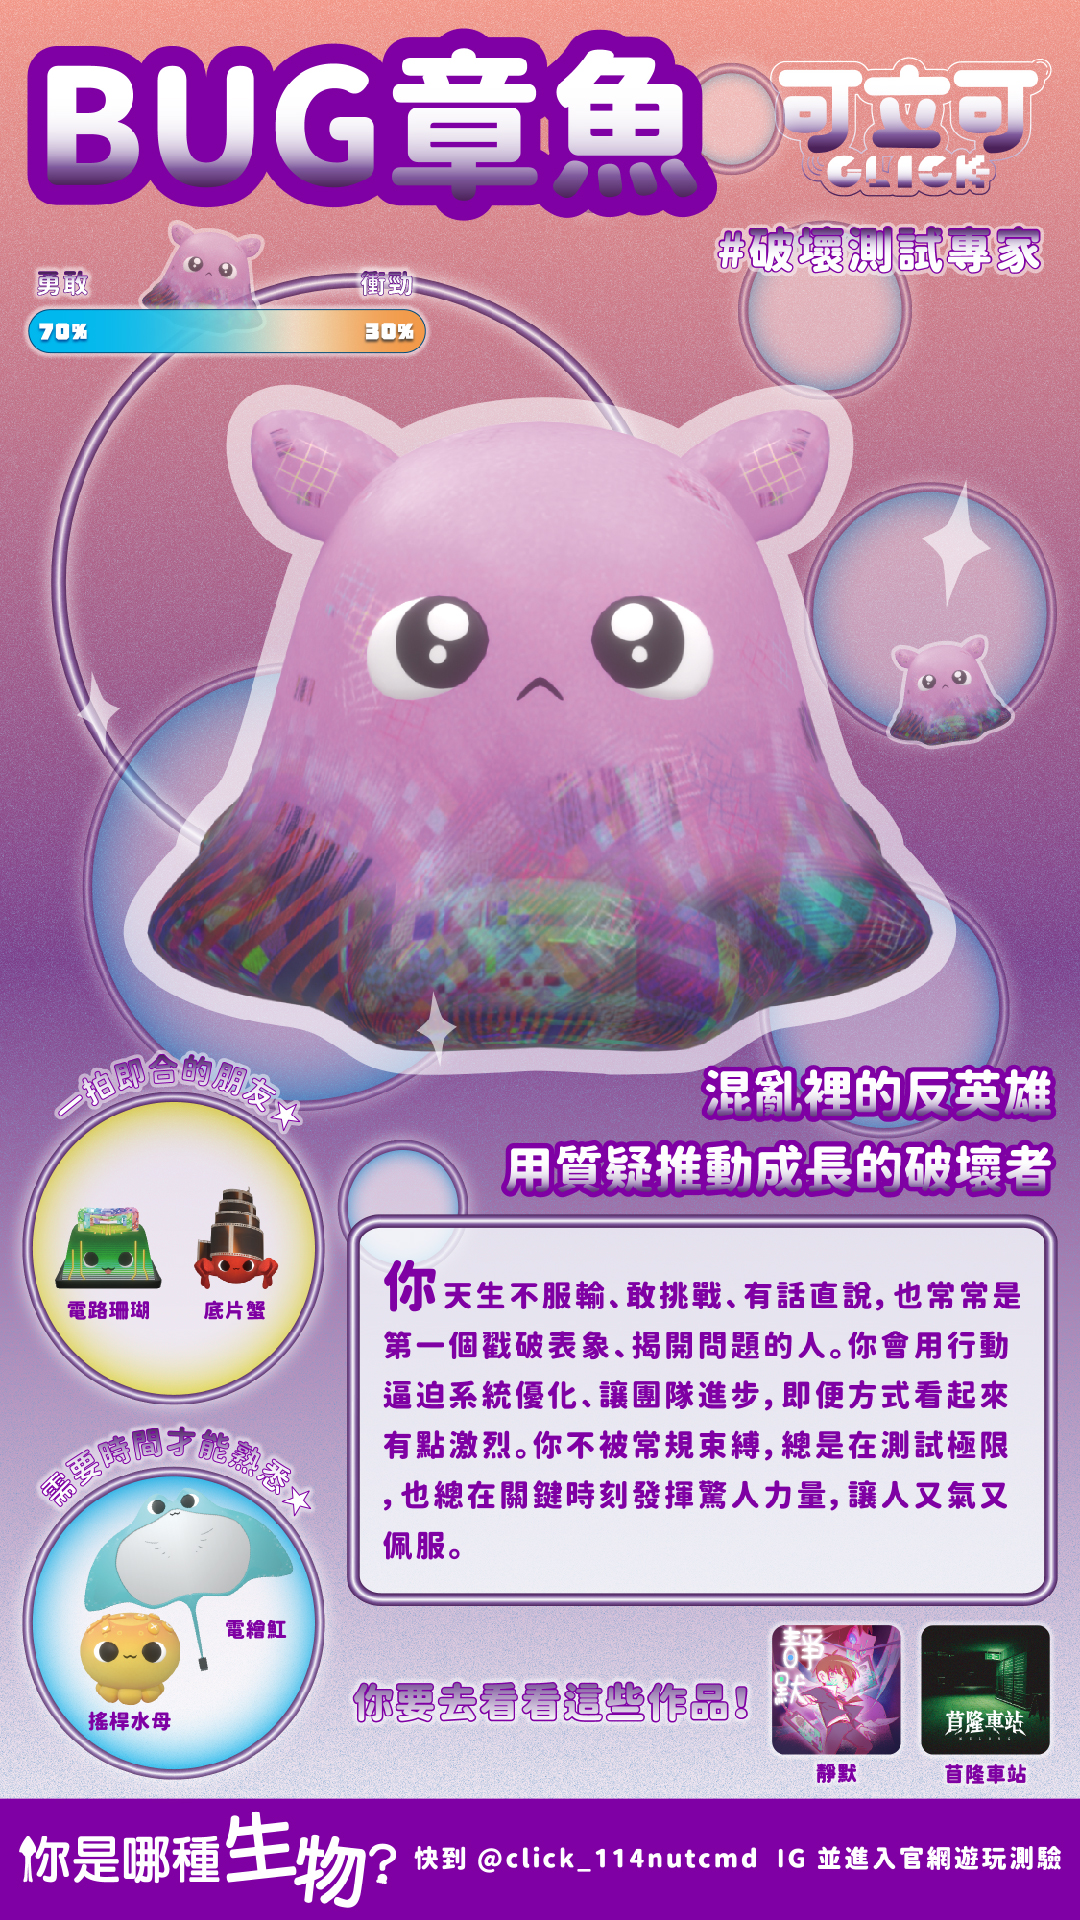 BUG章魚
可立可
CLICK
#破壞測試專家
勇敢 衝勁
70% 30%
混亂裡的反英雄
用質疑推動成長的破壞者
一拍即合的朋友★
電路珊瑚 底片蟹
你天生不服輸、敢挑戰、有話直說,也常常是
第一個戳破表象、揭開問題的人。你會用行動
逼迫系統優化、讓團隊進步,即便方式看起來
有點激烈。你不被常規束縛,總是在測試極限
,也總在關鍵時刻發揮驚人力量,讓人又氣又
佩服。
需要時間才能熟悉★
電繪魟
搖桿水母
你要去看看這些作品!
靜默
苜隆車站
靜默 苜隆車站
你是哪種生物? 快到 @click_114nutcmd IG 並進入官網遊玩測驗